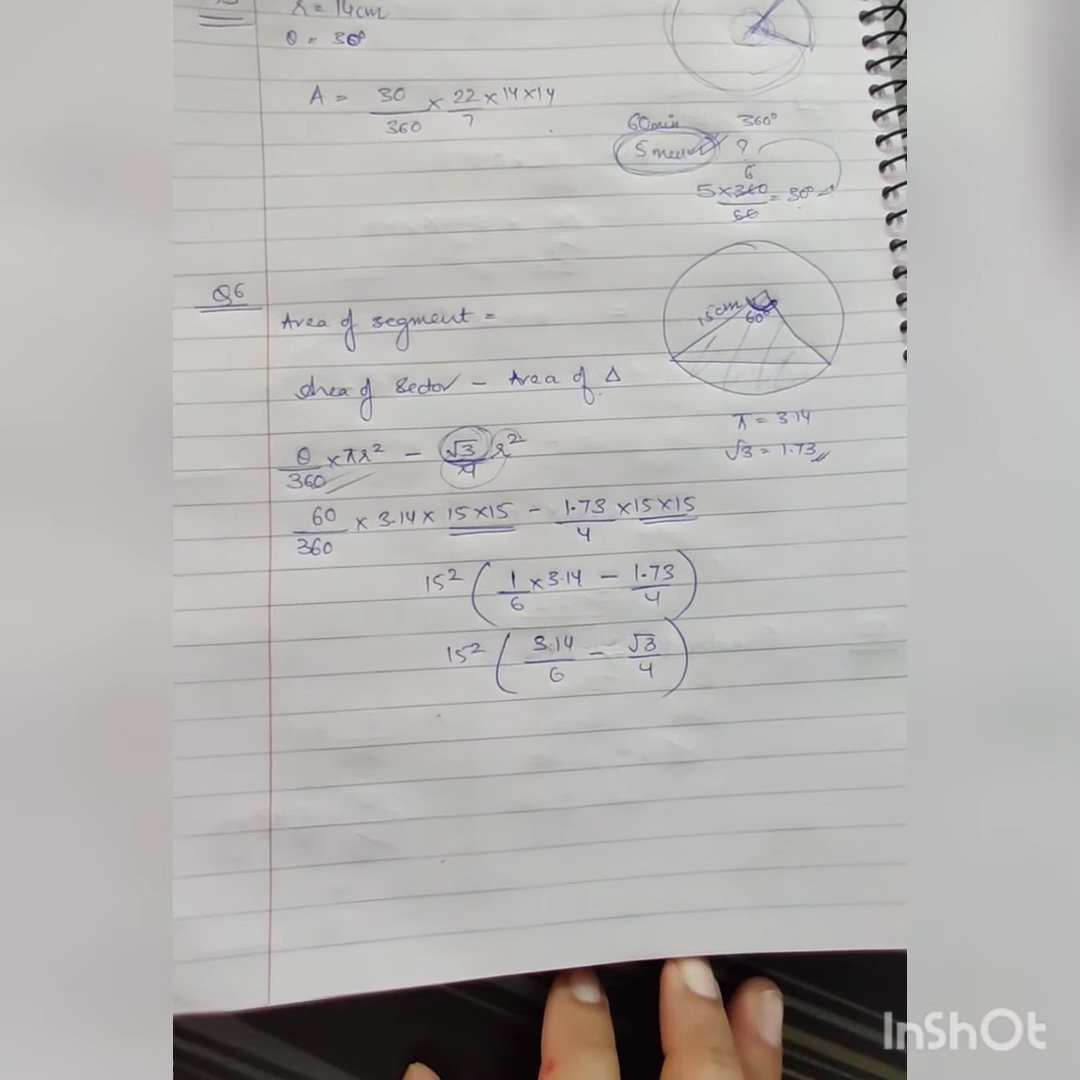 r = 14cm
θ = 30°
A = 30/360 × 22/7 × 14 × 14
60min 360°
5 ?
6
5×360/60 = 30°
Q6
Area of segment =
15cm
60°
Area of Sector - Area of Δ
π = 3.14
√3 = 1.73
θ/360 × πr² - √3/4 r²
60/360 × 3.14 × 15×15 - 1.73/4 × 15×15
15² ( 1/6 × 3.14 - 1.73/4 )
15² ( 3.14/6 - √3/4 )
InShOt